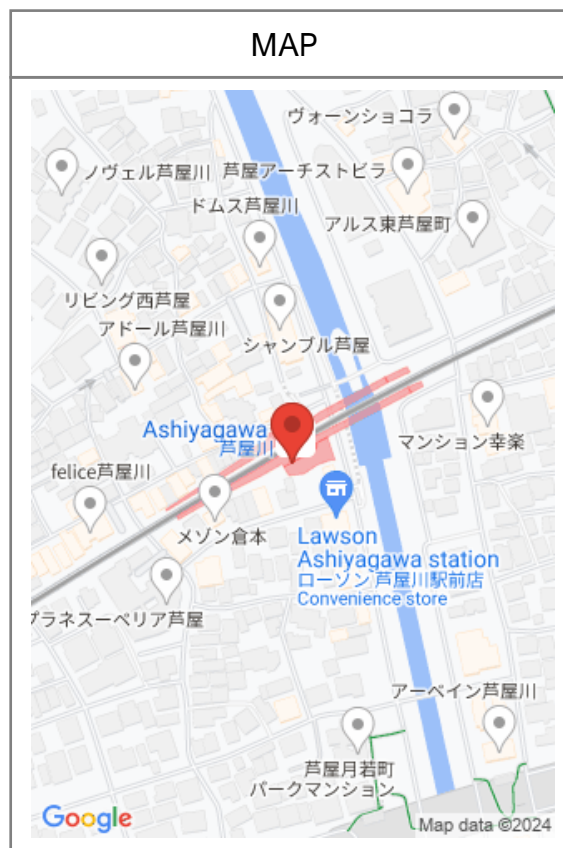 MAP
ヴォーンショコラ
ノヴェル芦屋川
芦屋アーチストビラ
ドムス芦屋川
アルス東芦屋町
リビング西芦屋
アドール芦屋川
シャンブル芦屋
Ashiyagawa
芦屋川
マンション幸楽
felice芦屋川
メゾン倉本
Lawson
Ashiyagawa station
ローソン 芦屋川駅前店
Convenience store
プラネスーペリア芦屋
アーベイン芦屋川
芦屋月若町
パークマンション
Google
Map data ©2024